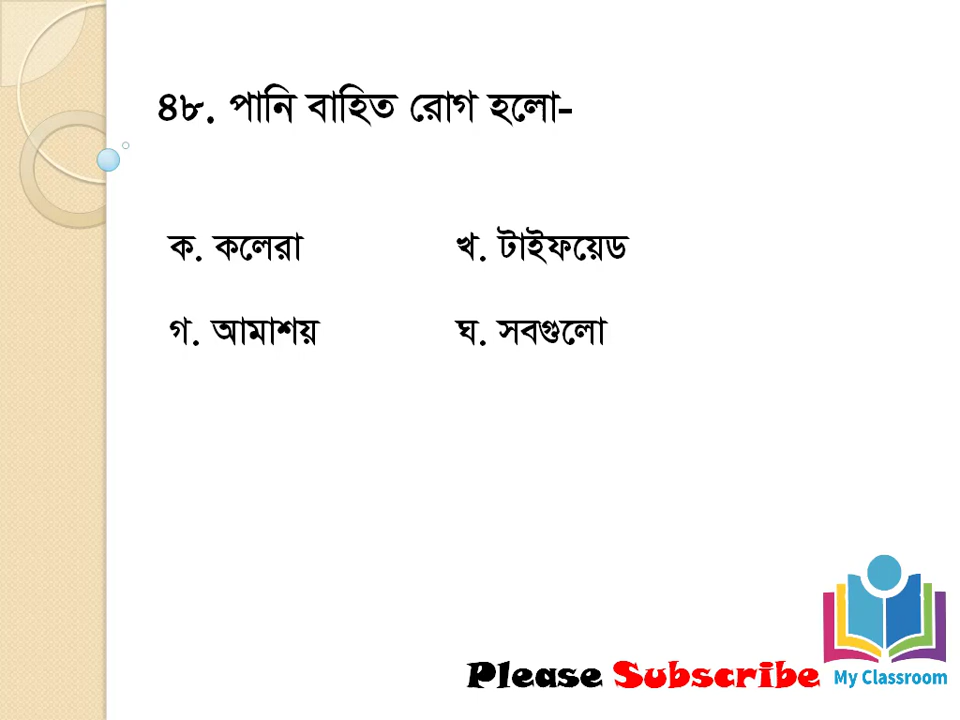 ৪৮. পানি বাহিত রোগ হলো-
ক. কলেরা খ. টাইফয়েড
গ. আমাশয় ঘ. সবগুলো
Please Subscribe
My Classroom